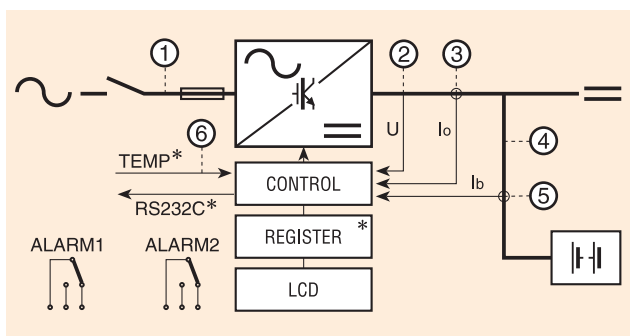 1
2
3
U
Io
4
6
TEMP*
CONTROL
Ib
5
RS232C*
REGISTER *
ALARM1
ALARM2
LCD